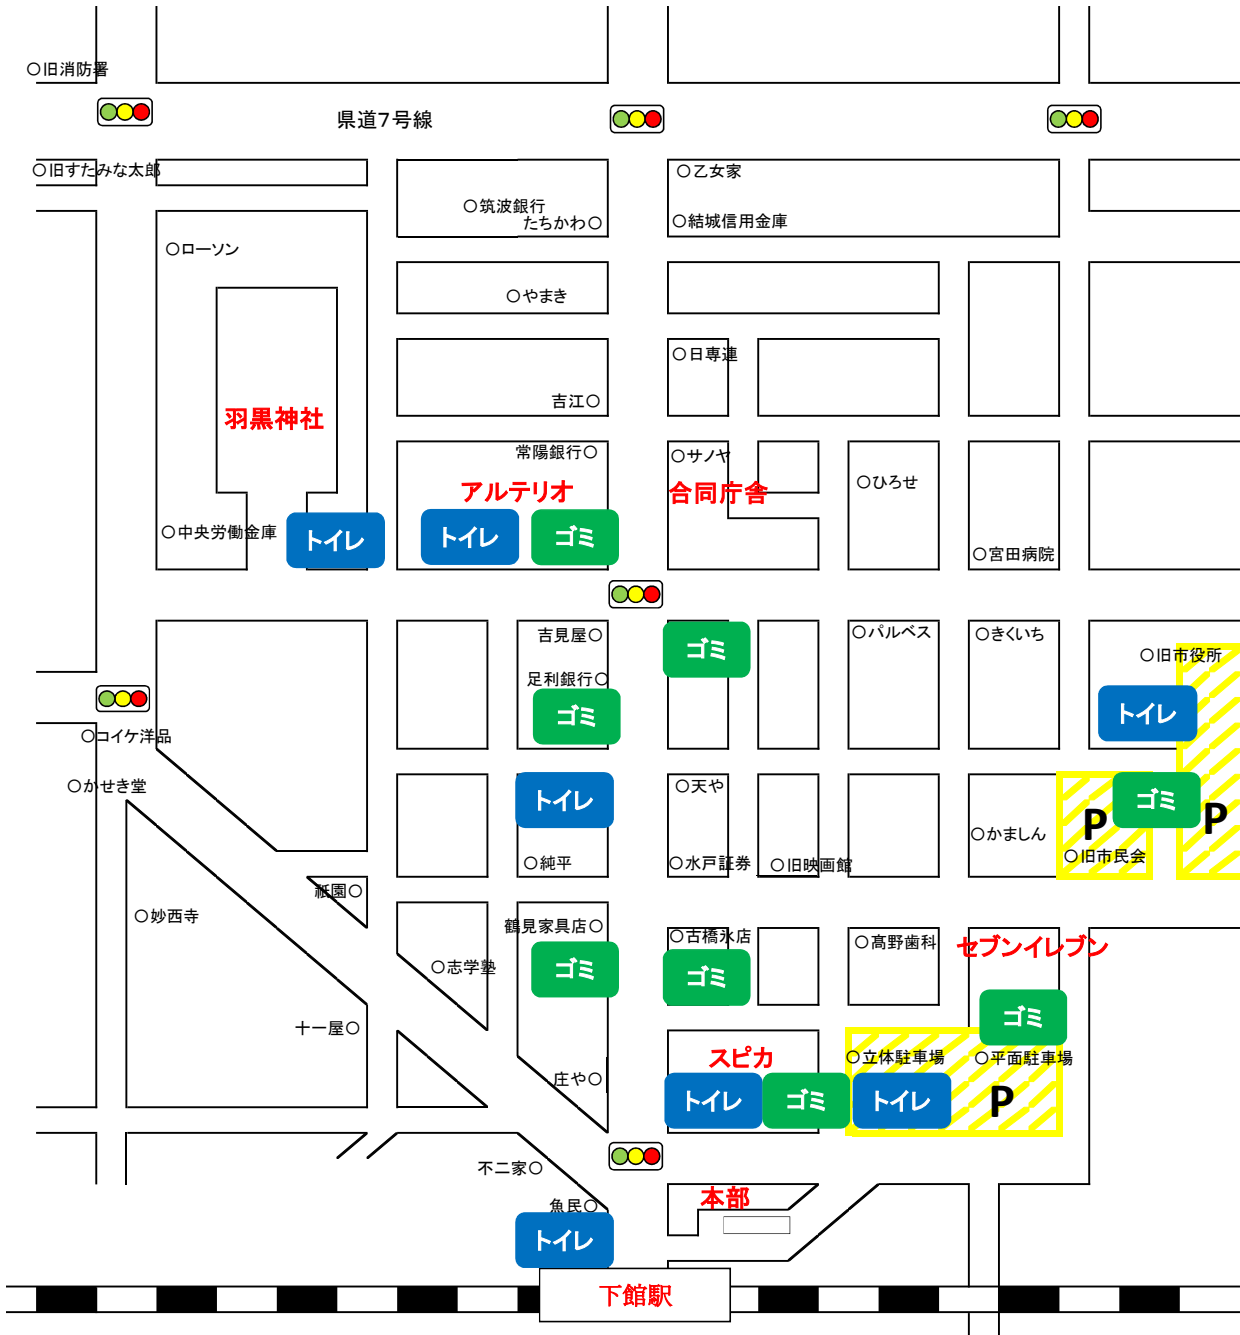 ○旧消防署
県道7号線
○旧すたみな太郎
○乙女家
○筑波銀行
たちかわ○
○結城信用金庫
○ローソン
○やまき
○日専連
吉江○
羽黒神社
常陽銀行○
○サノヤ
アルテリオ
合同庁舎
○ひろせ
○中央労働金庫
トイレ
トイレ
ゴミ
○宮田病院
吉見屋○
ゴミ
○パルベス
○きくいち
○旧市役所
足利銀行○
ゴミ
トイレ
○コイケ洋品
○かせき堂
トイレ
○天や
ゴミ
P
P
○かましん
○純平
○水戸証券
○旧映画館
○旧市民会
祇園○
○妙西寺
鶴見家具店○
○古橋氷店
○髙野歯科
セブンイレブン
○志学塾
ゴミ
ゴミ
ゴミ
十一屋○
スピカ
○立体駐車場
○平面駐車場
庄や○
トイレ
ゴミ
トイレ
P
不二家○
本部
魚民○
トイレ
下館駅